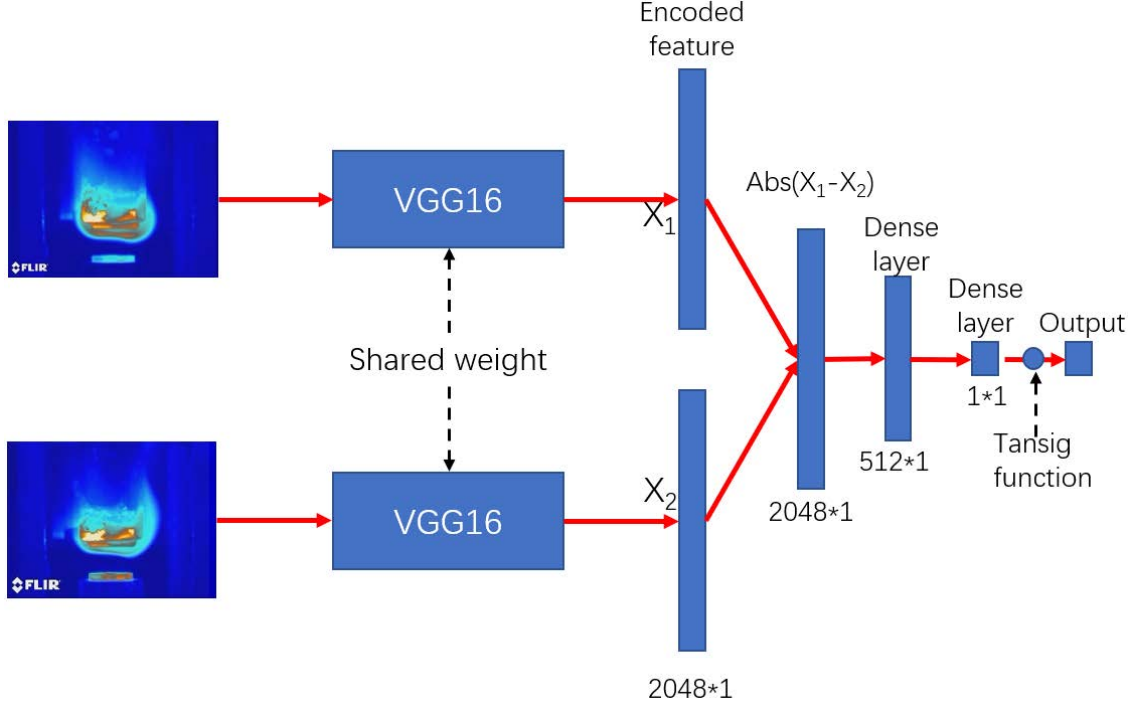 Encoded
feature
FLIR
VGG16
X1
Abs(X1-X2)
Dense
layer
Dense
layer
Output
Shared weight
1*1
Tansig
function
512*1
2048*1
FLIR
VGG16
X2
2048*1